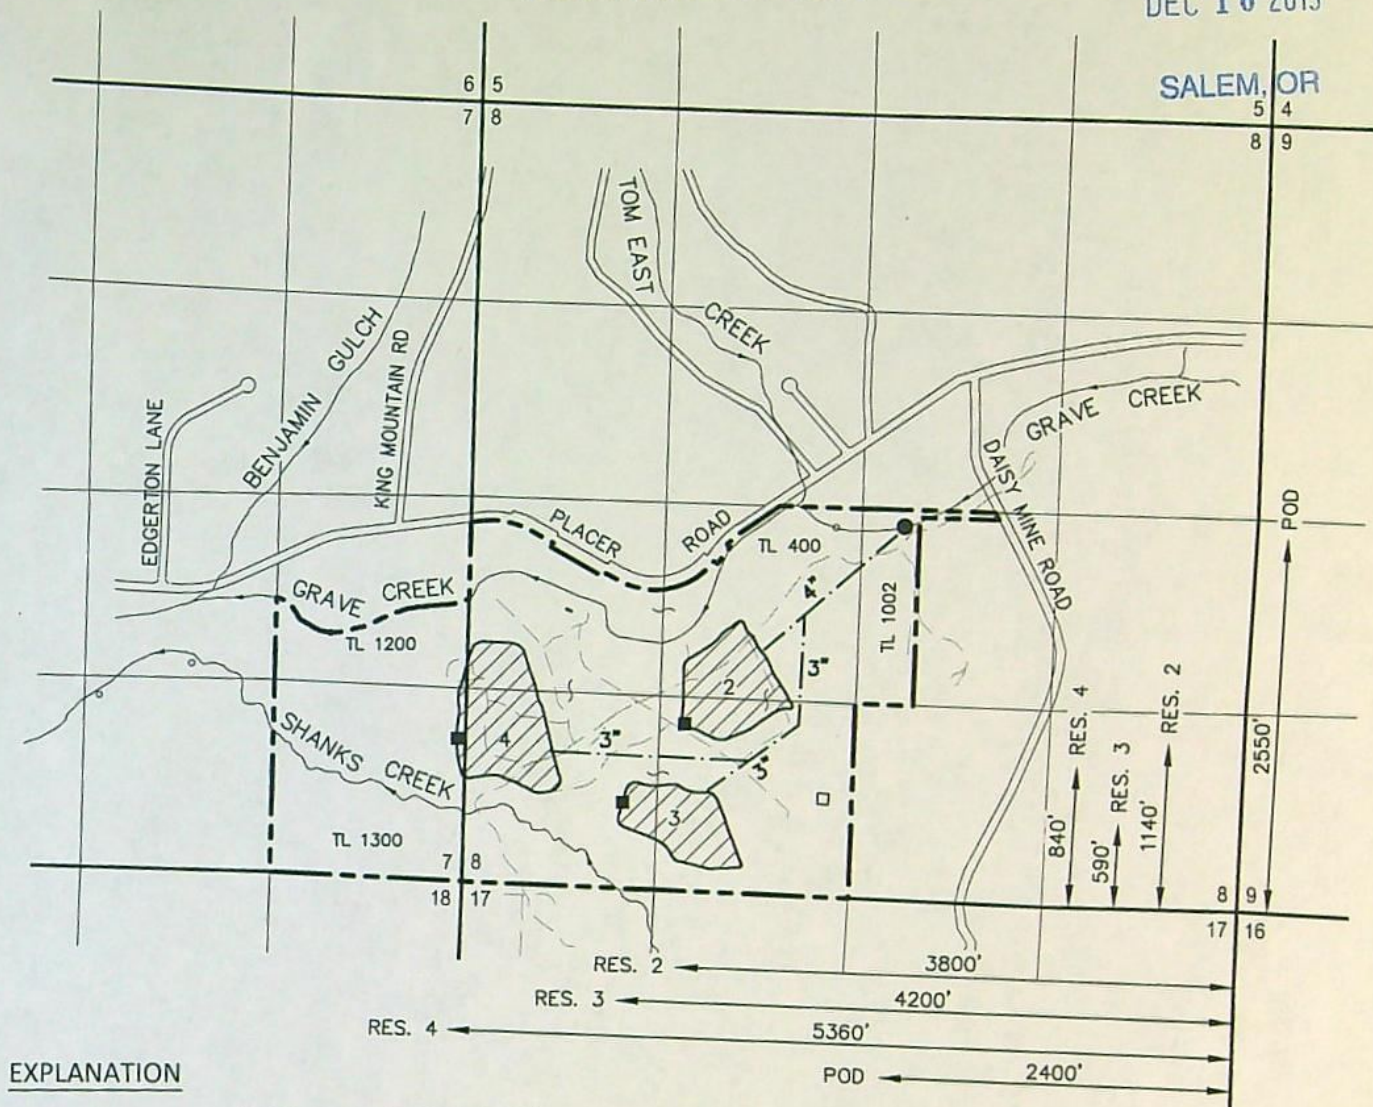 DEC 16 2015
SALEM, OR
6 5
7 8
5 4
8 9
TOM EAST
CREEK
BENJAMIN GULCH
KING MOUNTAIN RD
EDGERTON LANE
GRAVE CREEK
DAISY MINE ROAD
PLACER ROAD
TL 400
GRAVE CREEK
TL 1200
4"
TL 1002
3"
2
POD
2550'
RES. 4
840'
RES. 3
590'
RES. 2
1140'
SHANKS CREEK
4
3"
3"
3
TL 1300
7 8
18 17
8 9
17 16
RES. 2 3800'
RES. 3 4200'
RES. 4 5360'
POD 2400'
EXPLANATION